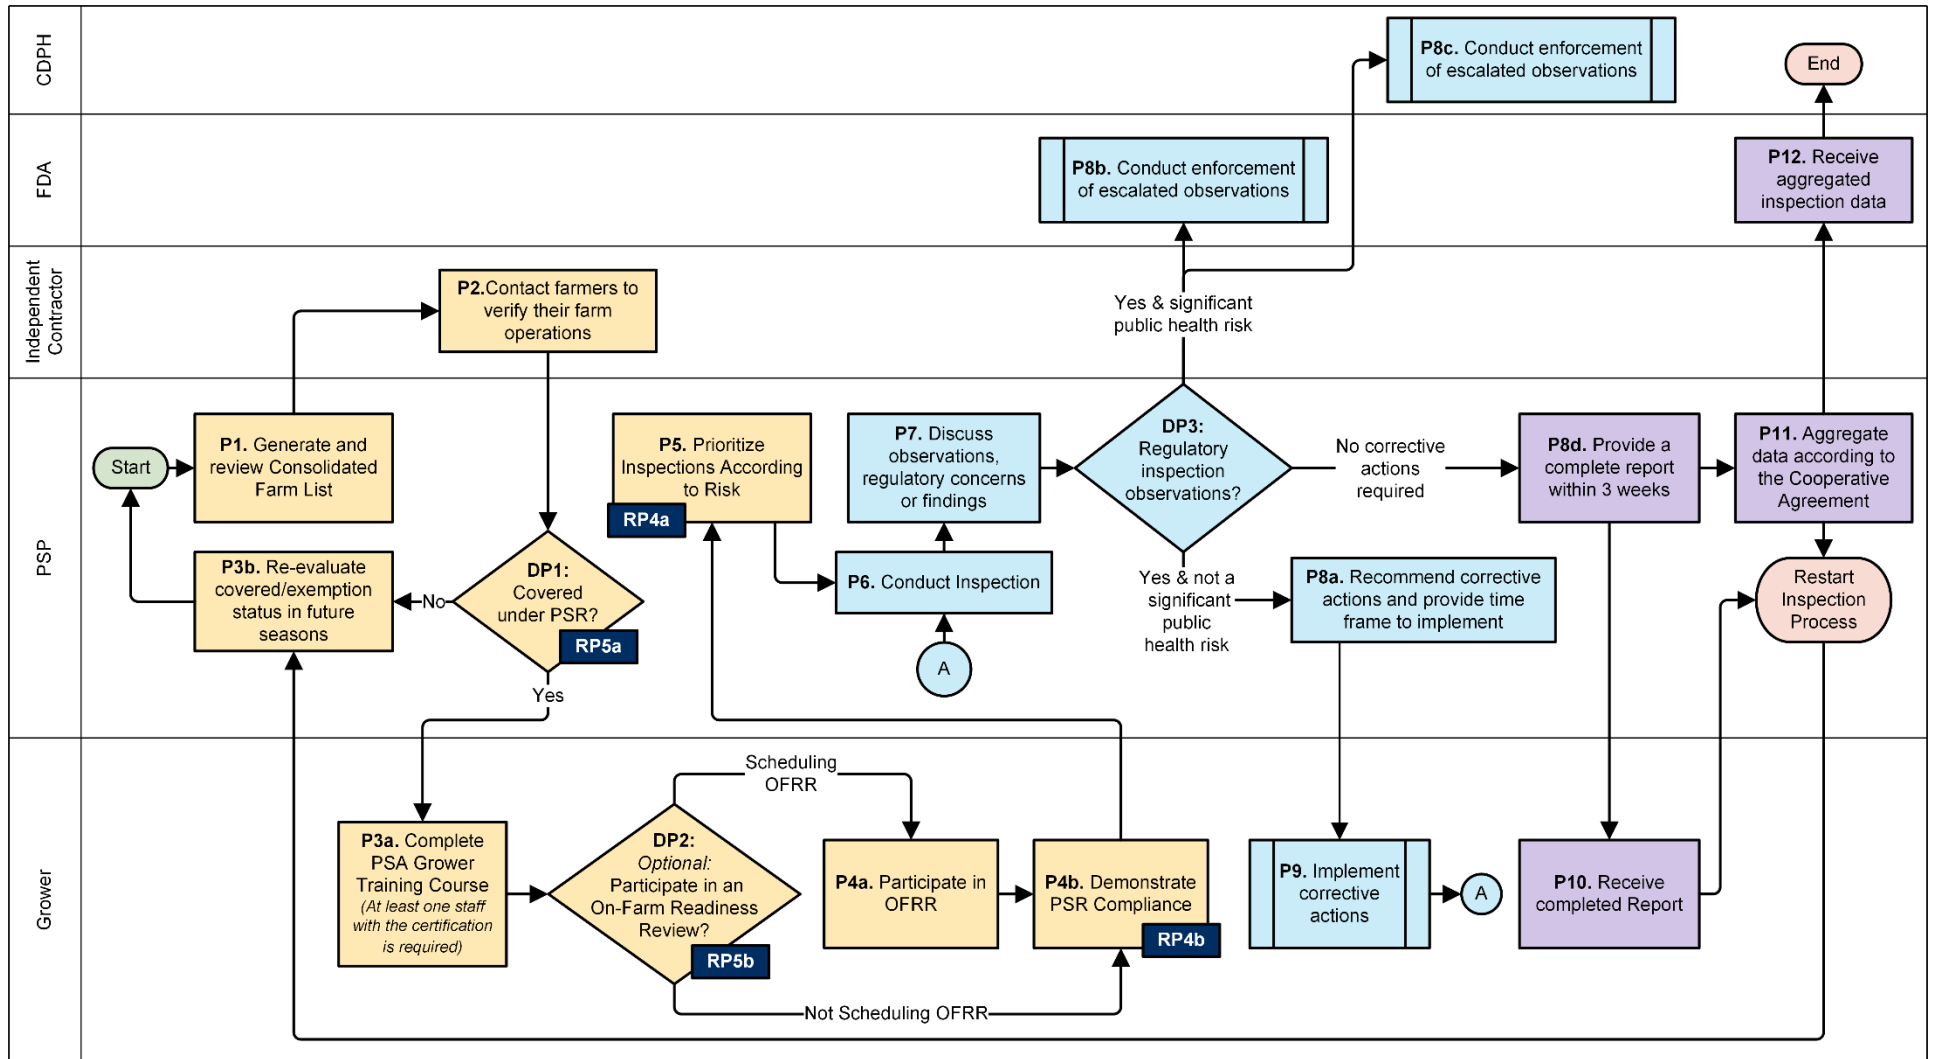 CDPH
P8c. Conduct enforcement
of escalated observations
End
FDA
P8b. Conduct enforcement
of escalated observations
P12. Receive
aggregated
inspection data
Independent
Contractor
P2.Contact farmers to
verify their farm
operations
Yes & significant
public health risk
PSP
Start
P1. Generate and
review Consolidated
Farm List
P5. Prioritize
Inspections According
to Risk
RP4a
P7. Discuss
observations,
regulatory concerns
or findings
DP3:
Regulatory
inspection
observations?
No corrective
actions
required
P8d. Provide a
complete report
within 3 weeks
P11. Aggregate
data according to
the Cooperative
Agreement
P3b. Re-evaluate
covered/exemption
status in future
seasons
No
DP1:
Covered
under PSR?
RP5a
Yes
P6. Conduct Inspection
A
Yes & not a
significant
public
health risk
P8a. Recommend corrective
actions and provide time
frame to implement
Restart
Inspection
Process
Grower
P3a. Complete
PSA Grower
Training Course
(At least one staff
with the certification
is required)
DP2:
Optional:
Participate in an
On-Farm Readiness
Review?
RP5b
Scheduling
OFRR
Not Scheduling OFRR
P4a. Participate in
OFRR
P4b. Demonstrate
PSR Compliance
RP4b
P9. Implement
corrective
actions
A
P10. Receive
completed Report